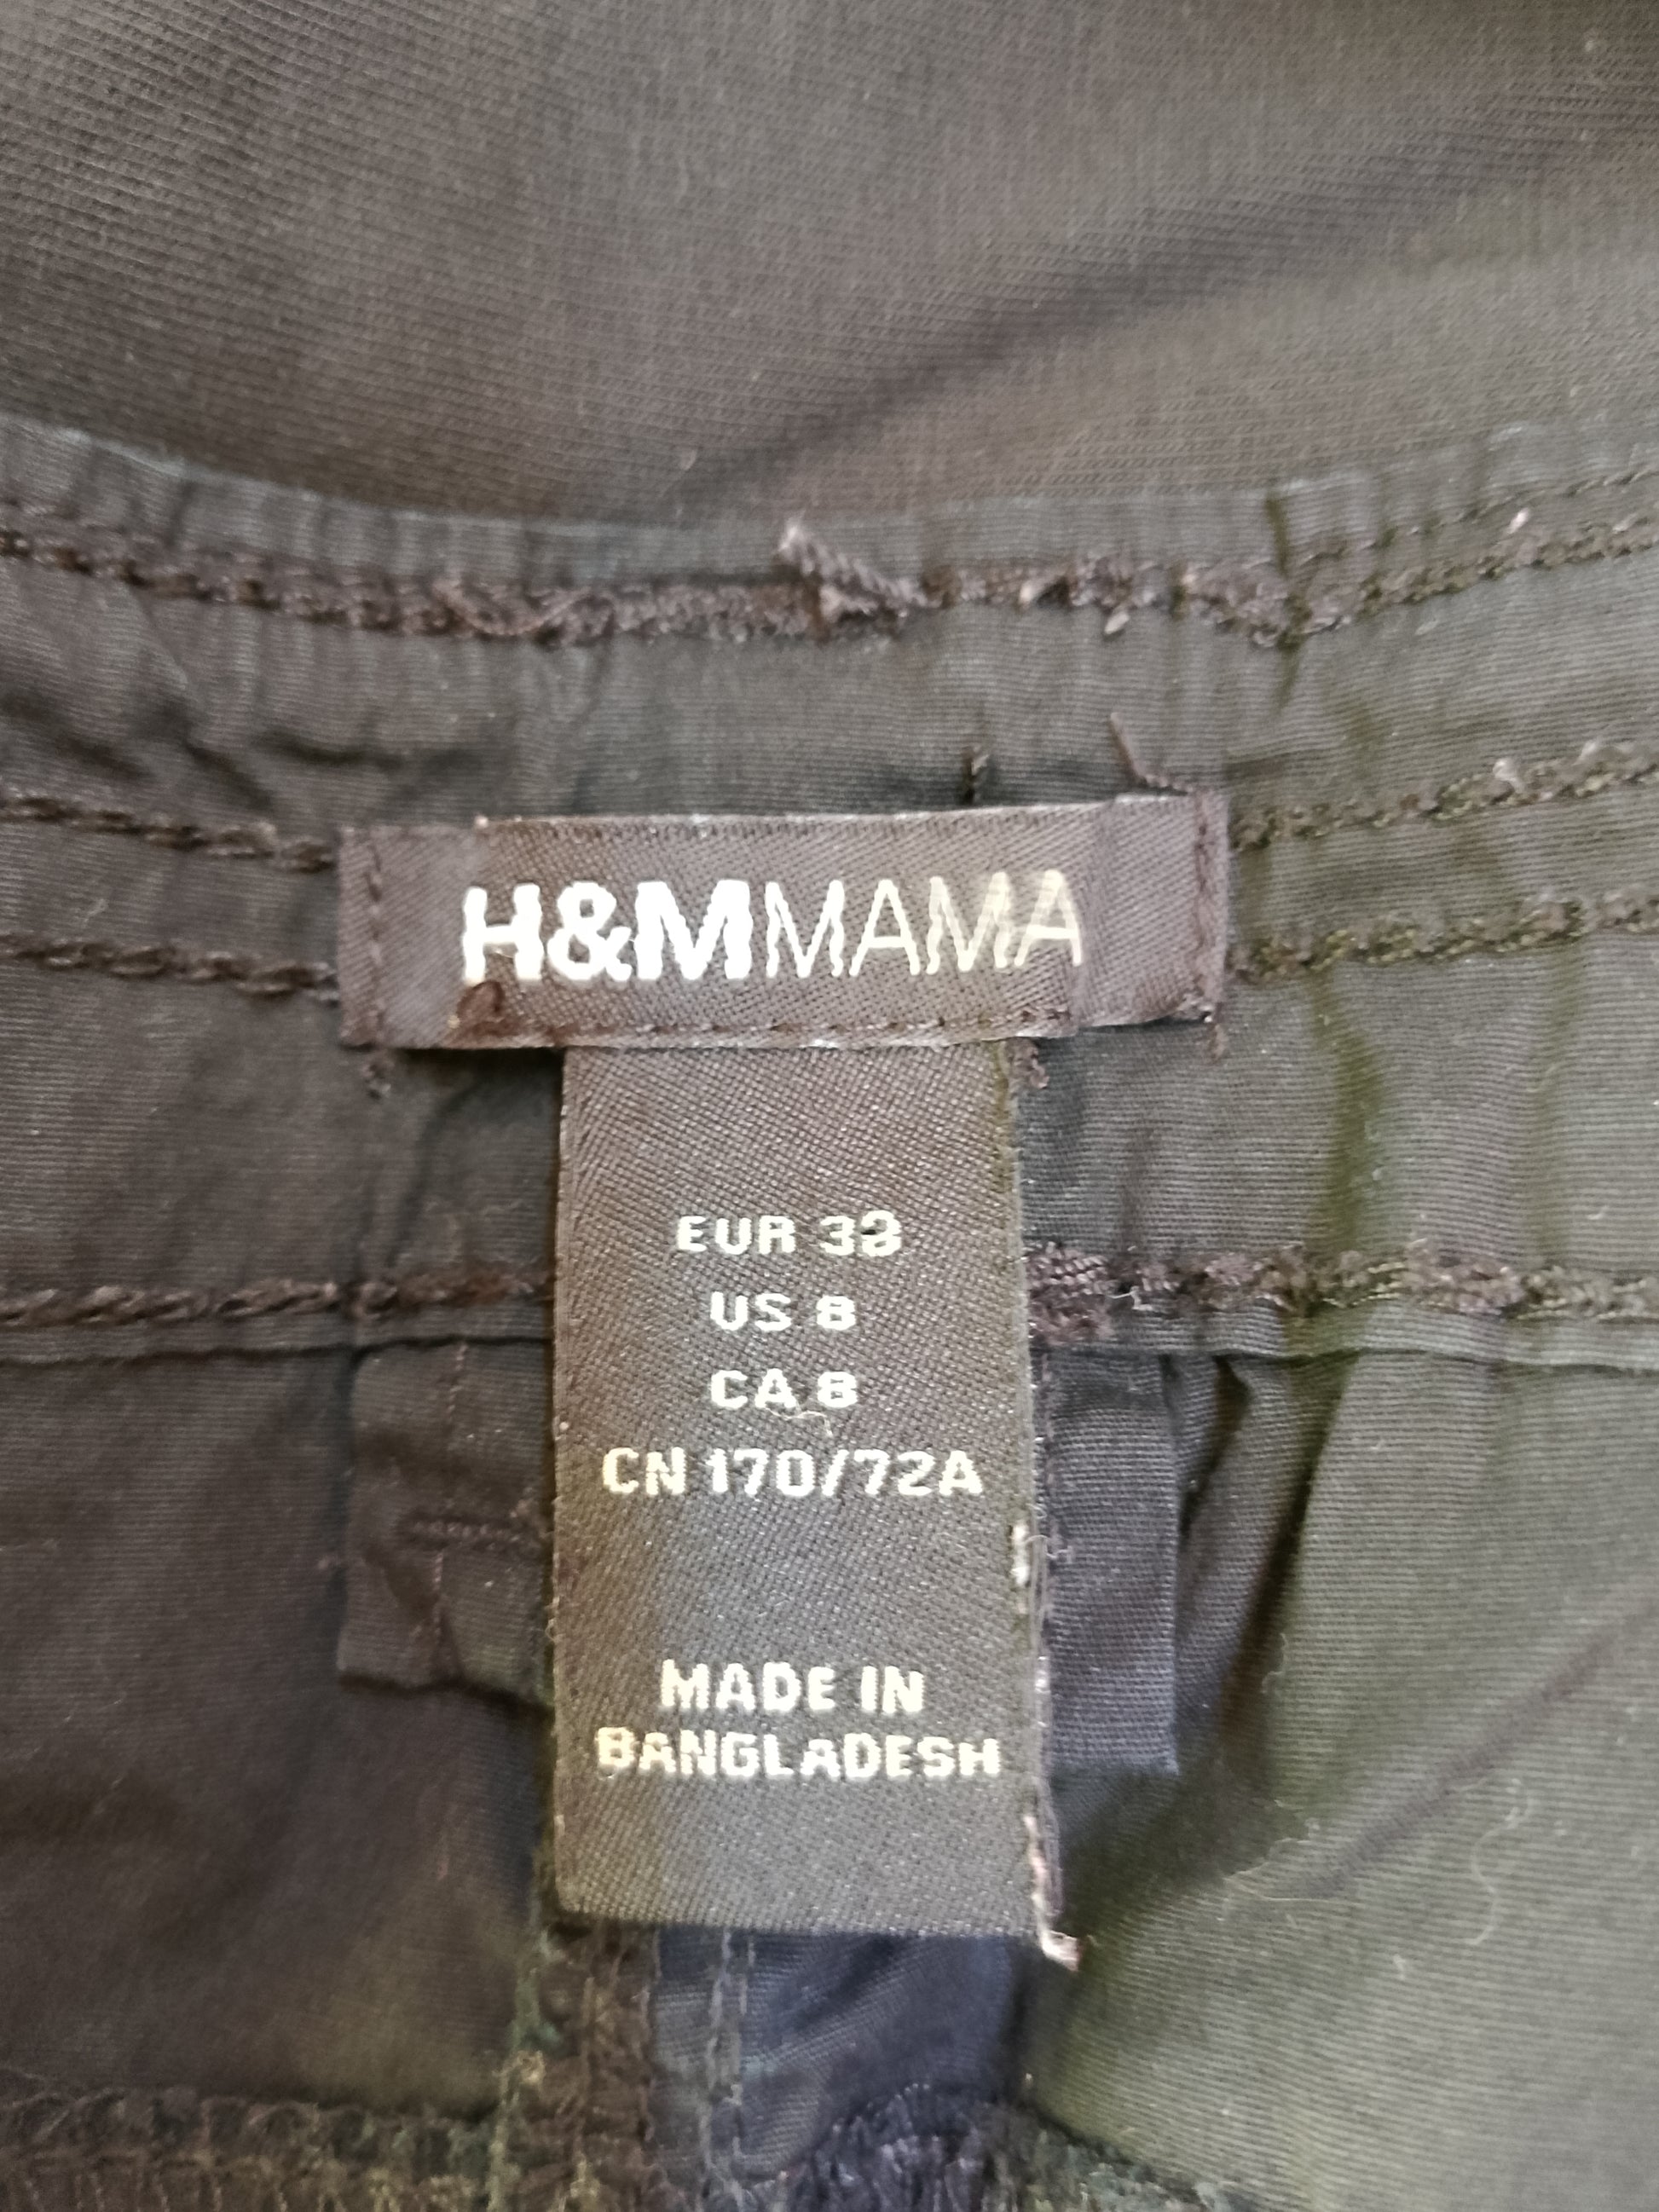 H&MMAMA
EUR 38
US 8
CA 8
CN 170/72A
MADE IN
BANGLADESH